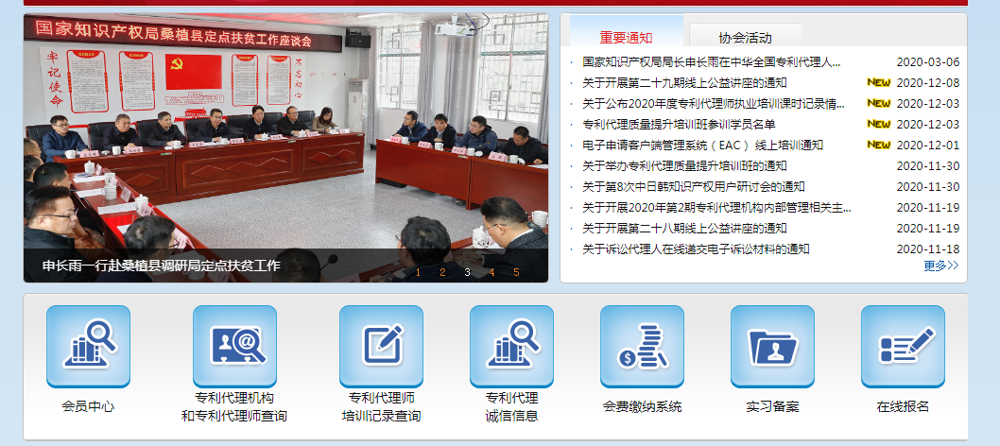 国家知识产权局桑植县定点扶贫工作座谈会
牢记使命
不忘初心
申长雨一行赴桑植县调研局定点扶贫工作
1 2 3 4 5
重要通知 协会活动
· 国家知识产权局局长申长雨在中华全国专利代理人... 2020-03-06
· 关于开展第二十九期线上公益讲座的通知 NEW 2020-12-08
· 关于公布2020年度专利代理师执业培训课时记录情... NEW 2020-12-03
· 专利代理质量提升培训班参训学员名单 NEW 2020-12-03
· 电子申请客户端管理系统（EAC ） 线上培训通知 NEW 2020-12-01
· 关于举办专利代理质量提升培训班的通知 2020-11-30
· 关于第8次中日韩知识产权用户研讨会的通知 2020-11-30
· 关于开展2020年第2期专利代理机构内部管理相关主... 2020-11-19
· 关于开展第二十八期线上公益讲座的通知 2020-11-19
· 关于诉讼代理人在线递交电子诉讼材料的通知 2020-11-18
更多>>
会员中心
专利代理机构
和专利代理师查询
专利代理师
培训记录查询
专利代理
诚信信息
会费缴纳系统
实习备案
在线报名